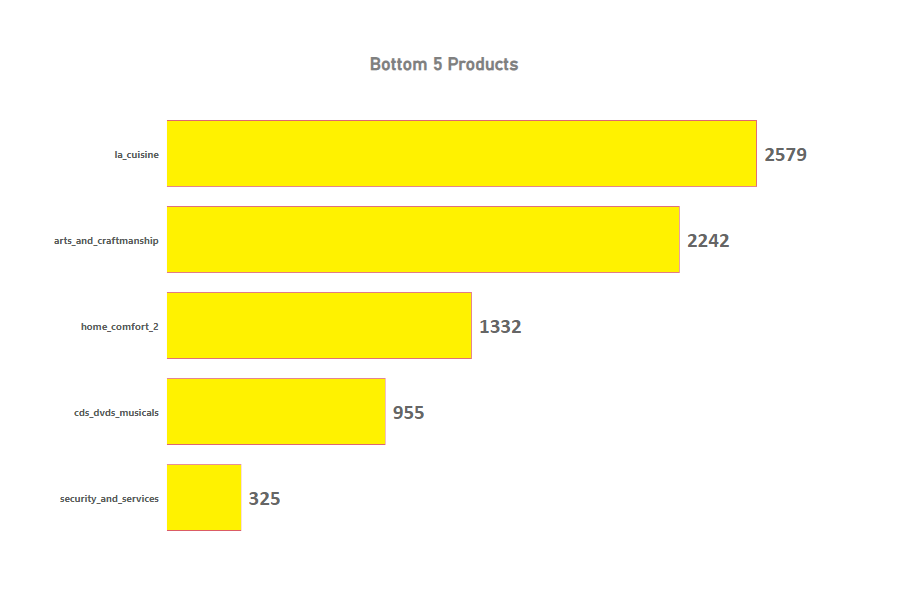 Bottom 5 Products
la_cuisine 2579
arts_and_craftmanship 2242
home_comfort_2 1332
cds_dvds_musicals 955
security_and_services 325